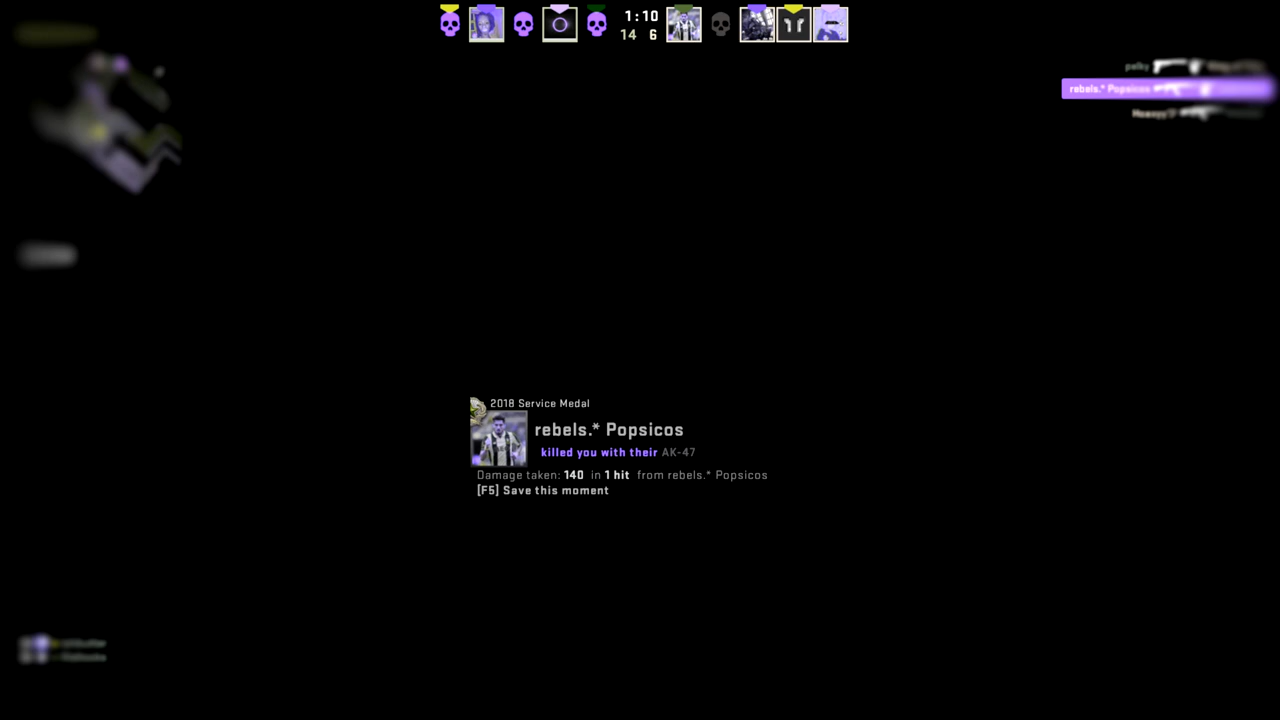 1:10
14 6
palky
rebels.* Popsicos
2018 Service Medal
rebels.* Popsicos
killed you with their AK-47
Damage taken: 140 in 1 hit from rebels.* Popsicos
[F5] Save this moment